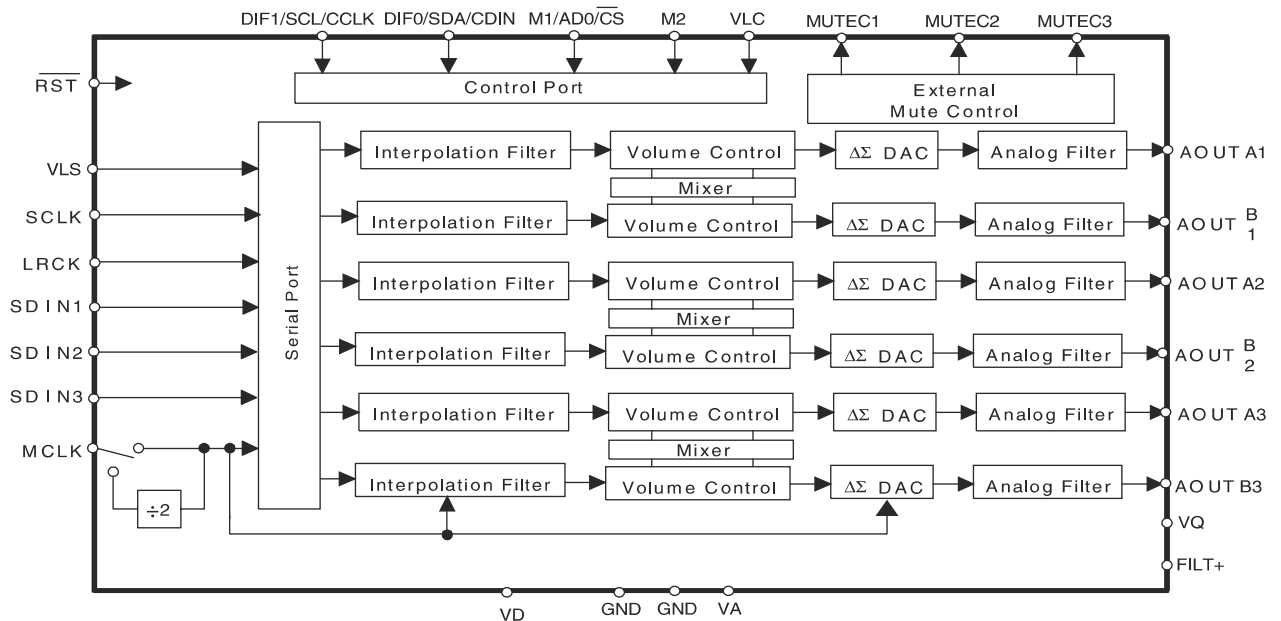 DIF1/SCL/CCLK DIF0/SDA/CDIN M1/AD0/C̅S̅ M2 VLC MUTEC1 MUTEC2 MUTEC3
R̅S̅T̅
Control Port
External
Mute Control
VLS
SCLK
LRCK
SDIN1
SDIN2
SDIN3
MCLK
÷2
Serial Port
Interpolation Filter Volume Control ΔΣ DAC Analog Filter AOUT A1
Mixer
Interpolation Filter Volume Control ΔΣ DAC Analog Filter AOUT B1
Interpolation Filter Volume Control ΔΣ DAC Analog Filter AOUT A2
Mixer
Interpolation Filter Volume Control ΔΣ DAC Analog Filter AOUT B2
Interpolation Filter Volume Control ΔΣ DAC Analog Filter AOUT A3
Mixer
Interpolation Filter Volume Control ΔΣ DAC Analog Filter AOUT B3
VQ
FILT+
VD GND GND VA